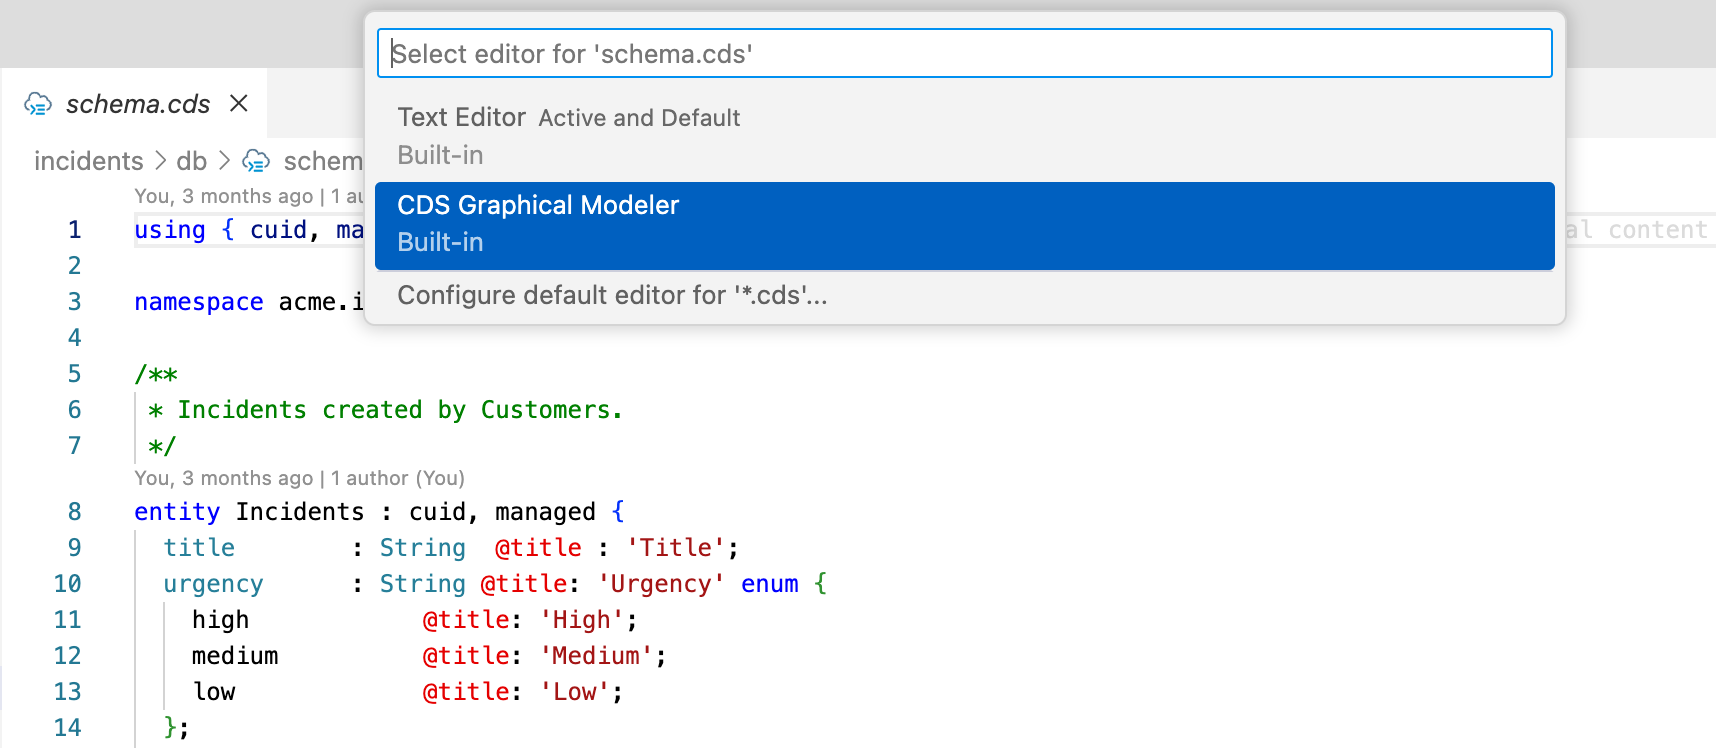 Select editor for 'schema.cds'
Text Editor Active and Default
Built-in
CDS Graphical Modeler
Built-in
Configure default editor for '*.cds'...
schema.cds
incidents > db > schem
You, 3 months ago | 1 au
1 using { cuid, ma al content
2
3 namespace acme.i
4
5 /**
6 * Incidents created by Customers.
7 */
You, 3 months ago | 1 author (You)
8 entity Incidents : cuid, managed {
9 title : String @title : 'Title';
10 urgency : String @title: 'Urgency' enum {
11 high @title: 'High';
12 medium @title: 'Medium';
13 low @title: 'Low';
14 };